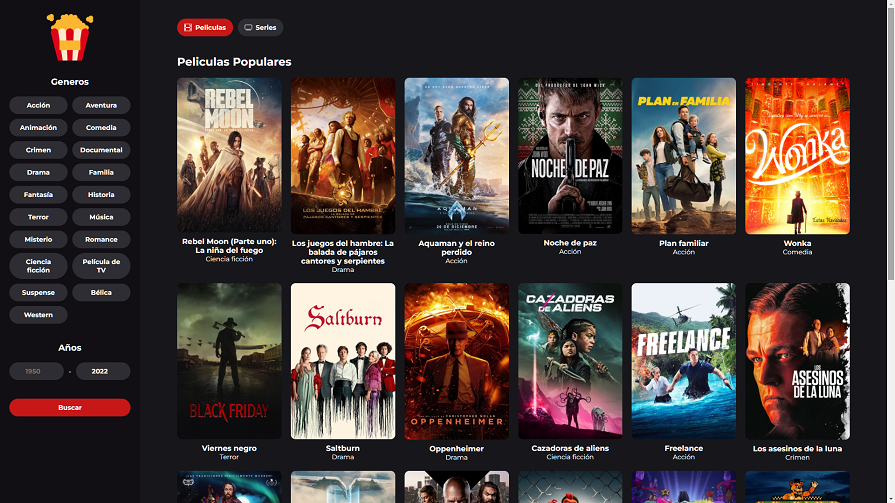 Películas
Series
Generos
Acción
Aventura
Animación
Comedia
Crimen
Documental
Drama
Familia
Fantasía
Historia
Terror
Música
Misterio
Romance
Ciencia
ficción
Película de
TV
Suspense
Bélica
Western
Años
1950
-
2022
Buscar
Peliculas Populares
REBEL
MOON
Rebel Moon (Parte uno):
La niña del fuego
Ciencia ficción
LOS JUEGOS DEL HAMBRE
Los juegos del hambre: La
balada de pájaros
cantores y serpientes
Drama
AQUAMAN
20 DE DICIEMBRE
Aquaman y el reino
perdido
Acción
DEL PRODUCTOR DE JOHN WICK
NOCHE DE PAZ
Noche de paz
Acción
PLAN EN FAMILIA
Plan familiar
Acción
Wonka
Wonka
Comedia
BLACK FRIDAY
Viernes negro
Terror
Saltburn
Saltburn
Drama
OPPENHEIMER
Oppenheimer
Drama
CAZADORAS
DE ALIENS
Cazadoras de aliens
Ciencia ficción
FREELANCE
Freelance
Acción
LOS
ASESINOS
DE LA LUNA
Los asesinos de la luna
Crimen